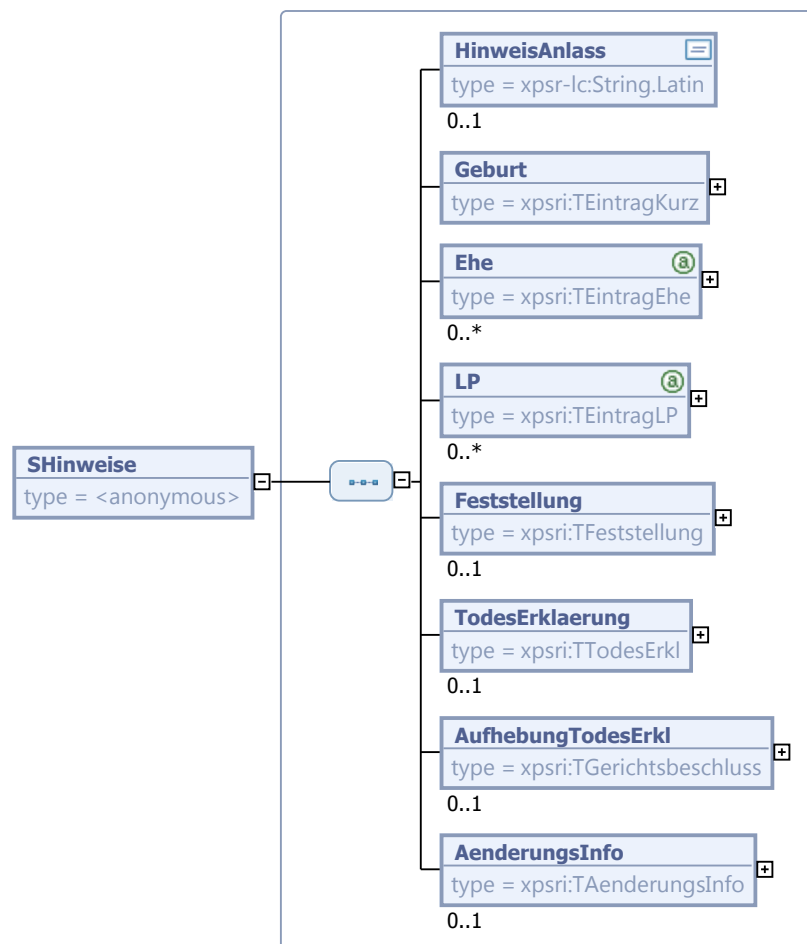 HinweisAnlass
type = xpsr-lc:String.Latin
0..1
Geburt
type = xpsri:TEintragKurz
Ehe
type = xpsri:TEintragEhe
0..*
LP
type = xpsri:TEintragLP
0..*
SHinweise
type = <anonymous>
Feststellung
type = xpsri:TFeststellung
0..1
TodesErklaerung
type = xpsri:TTodesErkl
0..1
AufhebungTodesErkl
type = xpsri:TGerichtsbeschluss
0..1
AenderungsInfo
type = xpsri:TAenderungsInfo
0..1